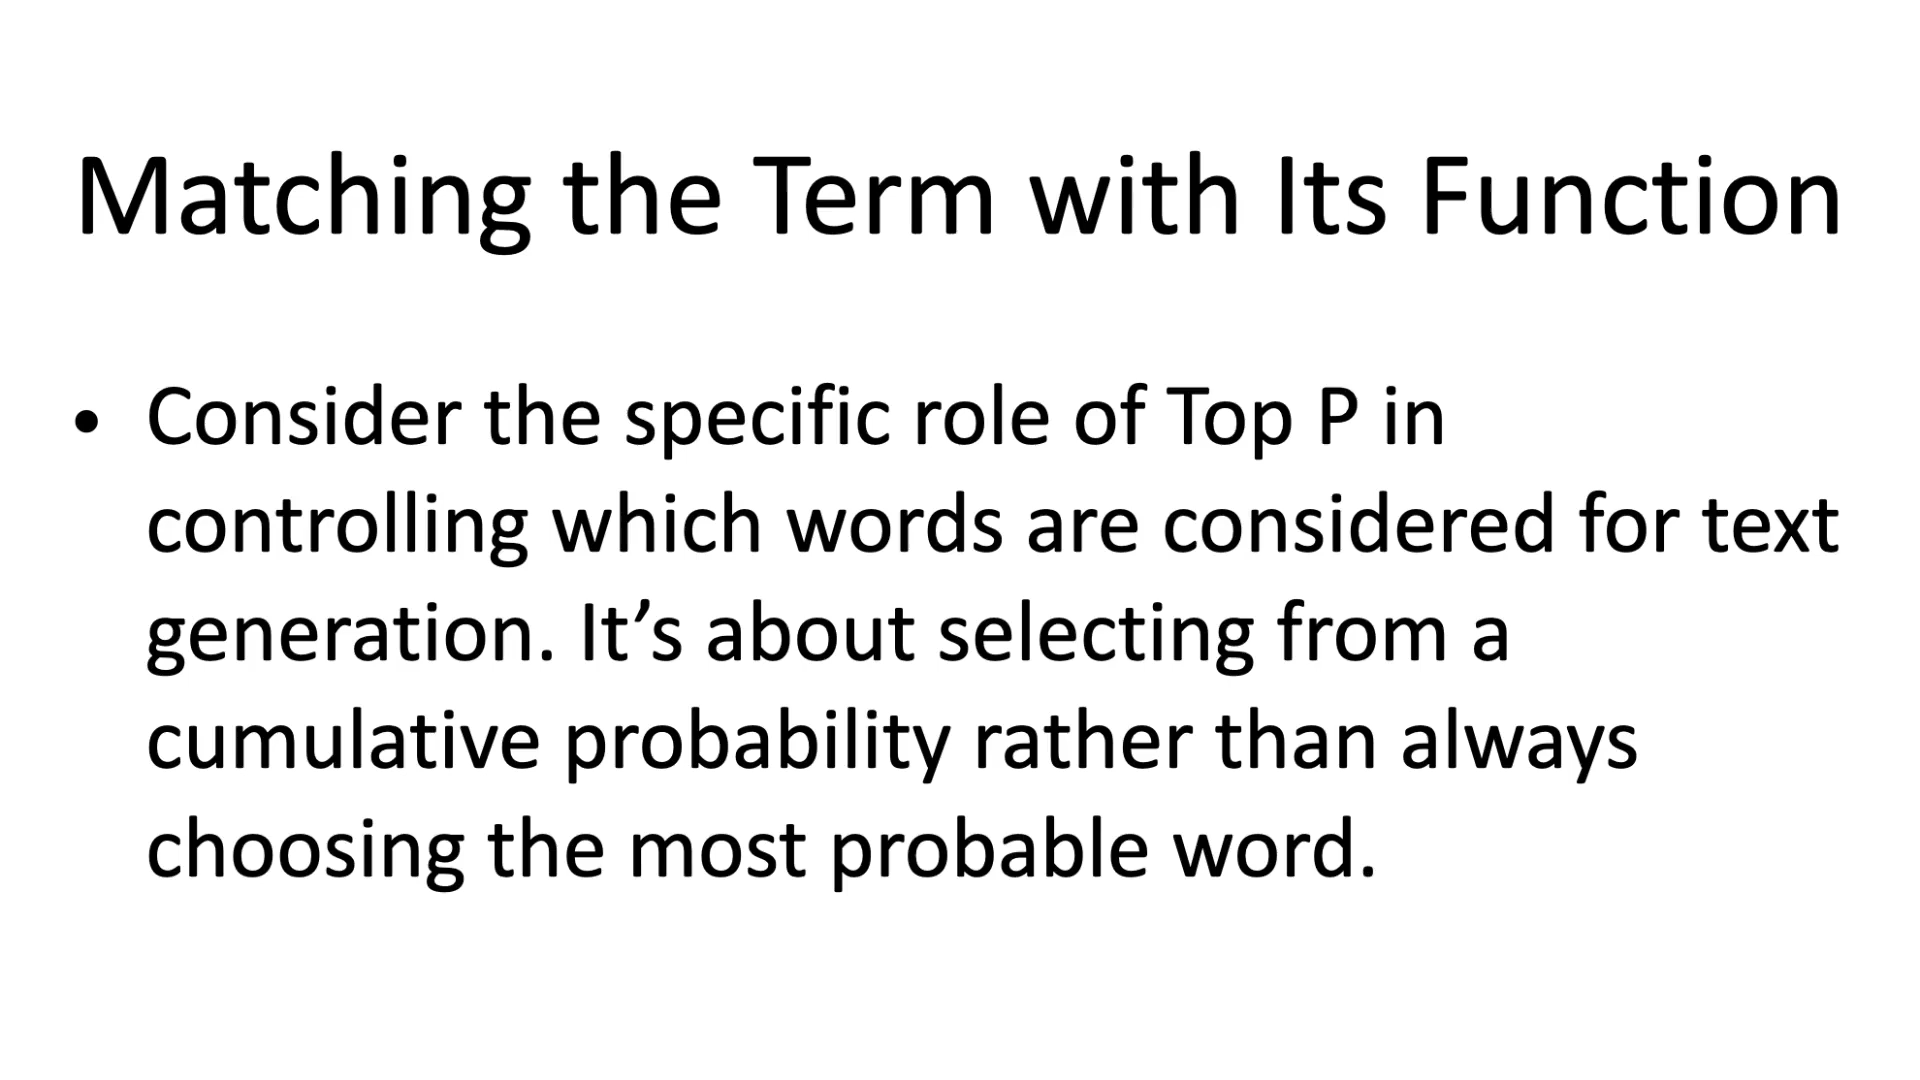 Matching the Term with Its Function
• Consider the specific role of Top P in
controlling which words are considered for text
generation. It’s about selecting from a
cumulative probability rather than always
choosing the most probable word.